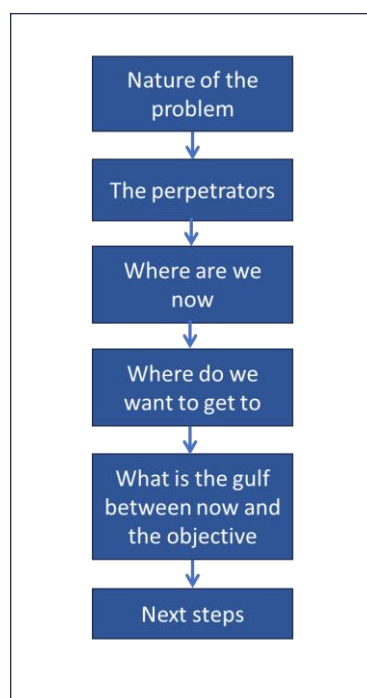 Nature of the
problem
The perpetrators
Where are we
now
Where do we
want to get to
What is the gulf
between now and
the objective
Next steps